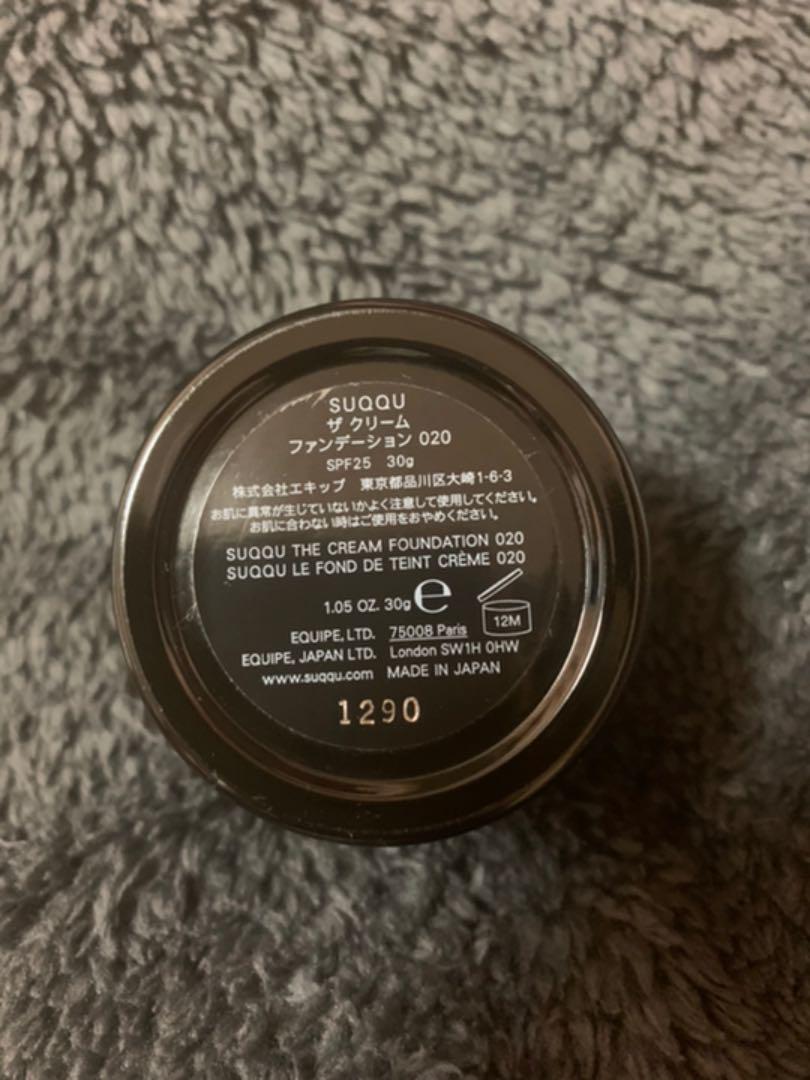 SUQQU
ザ クリーム
ファンデーション 020
SPF25 30g
株式会社エキップ 東京都品川区大崎1-6-3
お肌に異常が生じていないかよく注意して使用してください。
お肌に合わない時はご使用をおやめください。
SUQQU THE CREAM FOUNDATION 020
SUQQU LE FOND DE TEINT CRÈME 020
1.05 OZ. 30g e
12M
EQUIPE, LTD. 75008 Paris
EQUIPE, JAPAN LTD. London SW1H 0HW
www.suqqu.com MADE IN JAPAN
1290